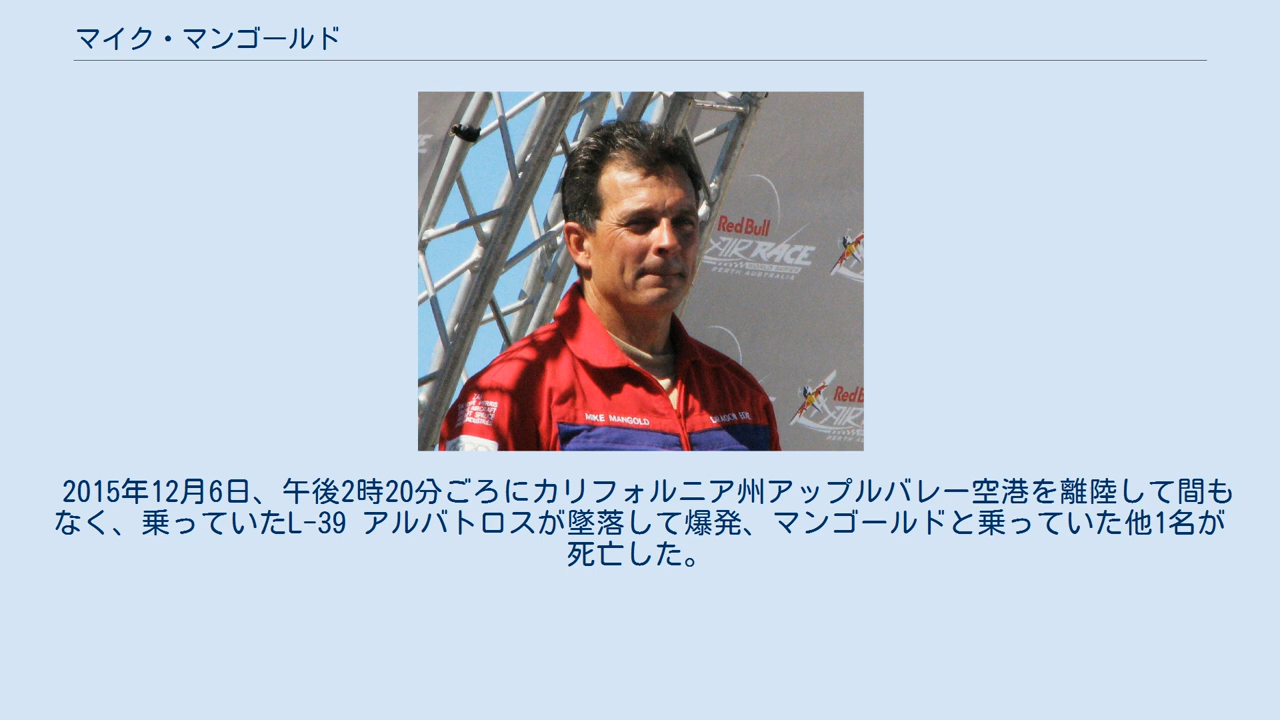 マイク・マンゴールド
Red Bull
AIR RACE
PERTH AUSTRALIA
Red B
AIR
PERTH A
MIKE MANGOLD
2015年12月6日、午後2時20分ごろにカリフォルニア州アップルバレー空港を離陸して間も
なく、乗っていたL-39 アルバトロスが墜落して爆発、マンゴールドと乗っていた他1名が
死亡した。